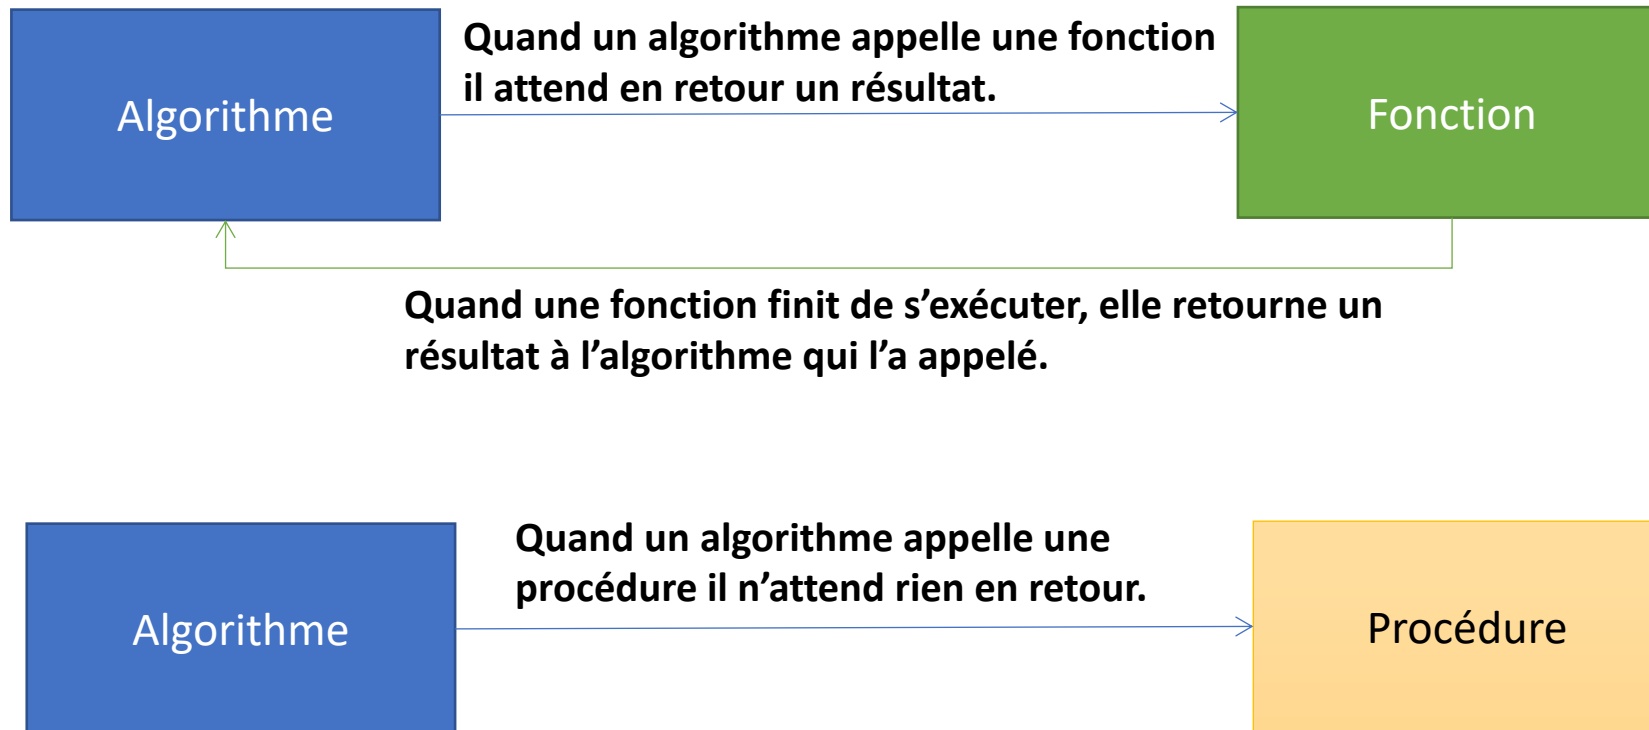 Quand un algorithme appelle une fonction
il attend en retour un résultat.
Algorithme
Fonction
Quand une fonction finit de s’exécuter, elle retourne un
résultat à l’algorithme qui l’a appelé.
Quand un algorithme appelle une
procédure il n’attend rien en retour.
Algorithme
Procédure